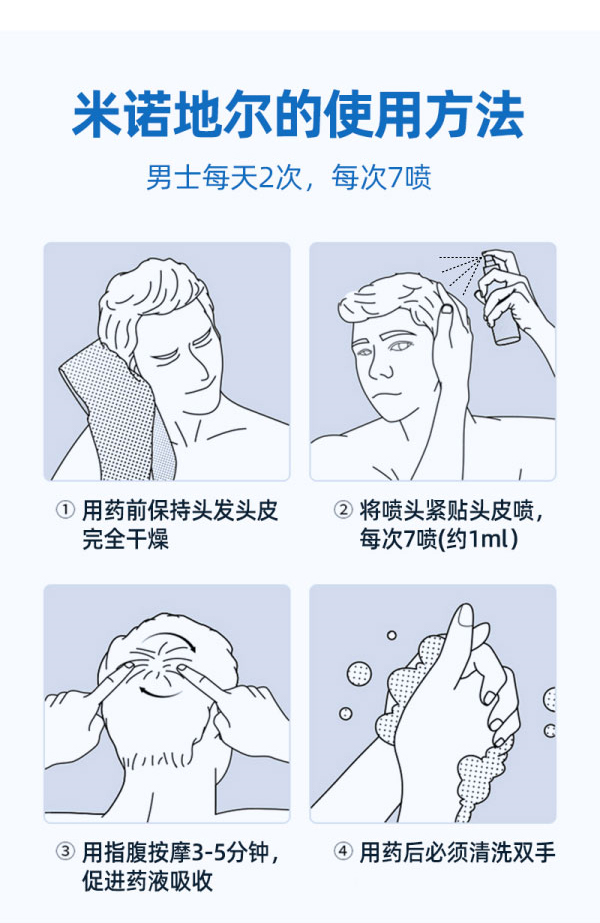 米诺地尔的使用方法
男士每天2次，每次7喷
① 用药前保持头发头皮
完全干燥
② 将喷头紧贴头皮喷，
每次7喷(约1ml)
③ 用指腹按摩3-5分钟，
促进药液吸收
④ 用药后必须清洗双手